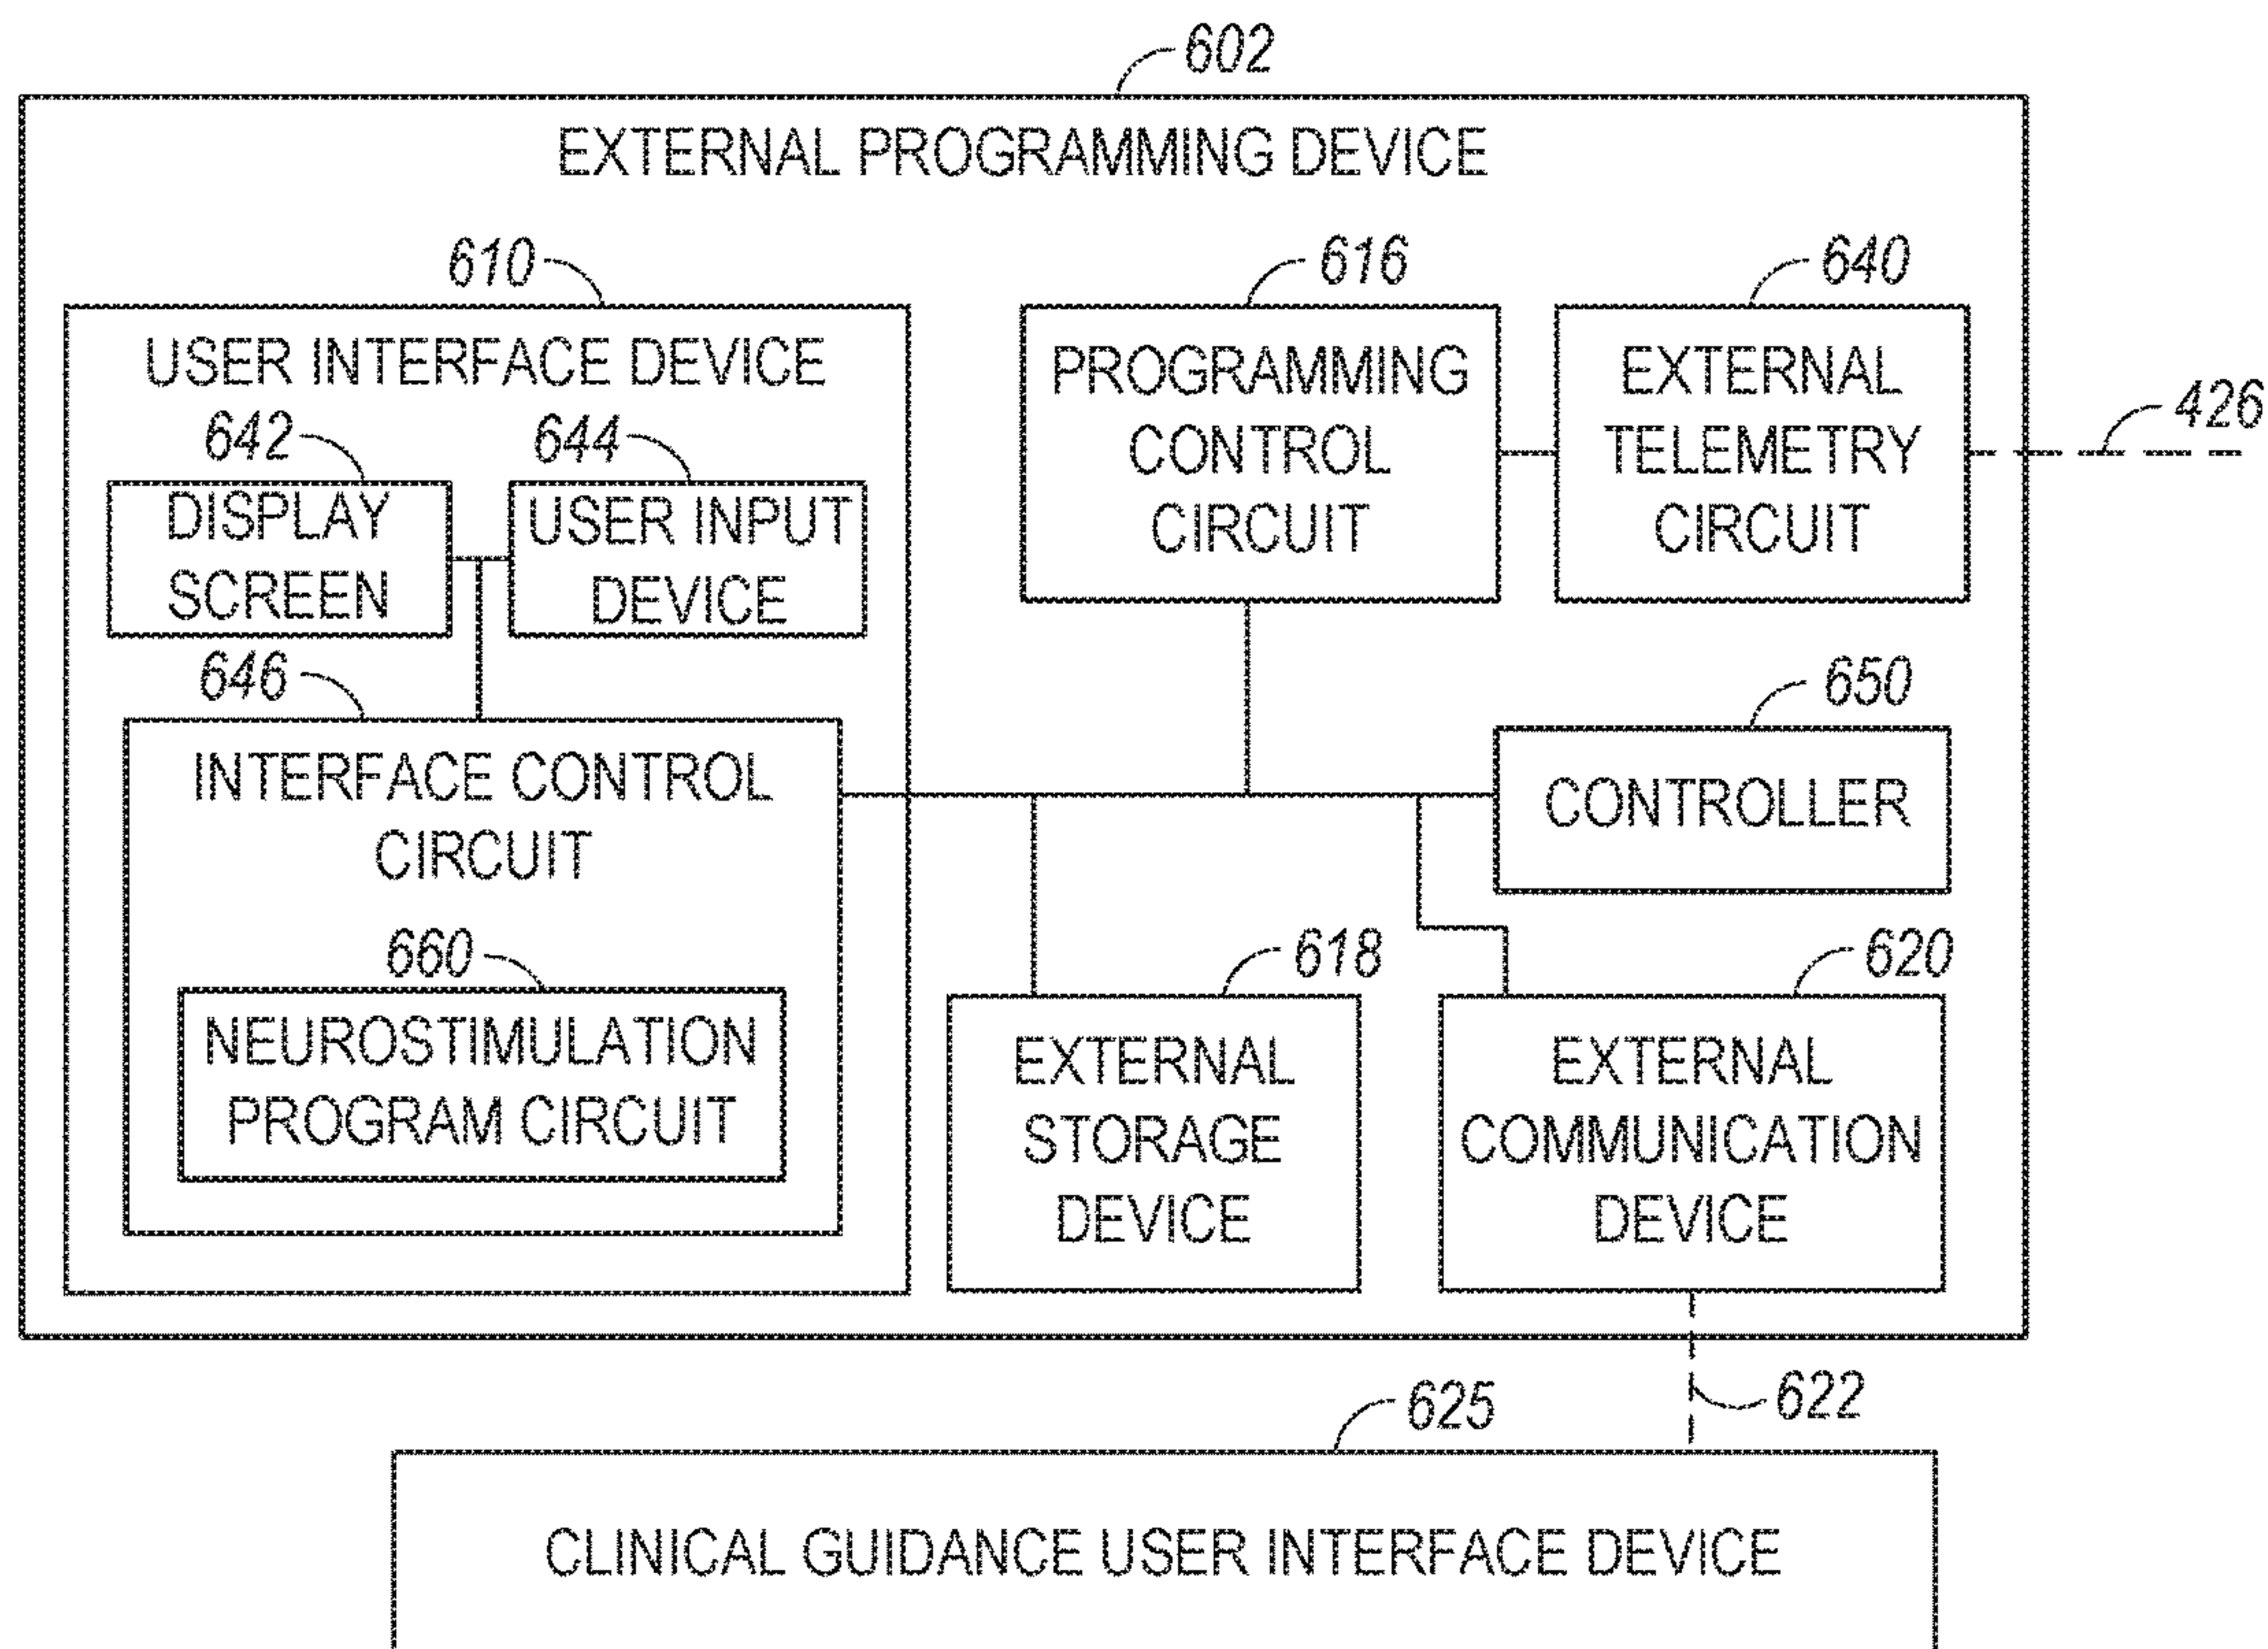 602
EXTERNAL PROGRAMMING DEVICE
610
USER INTERFACE DEVICE
642
DISPLAY
SCREEN
644
USER INPUT
DEVICE
646
INTERFACE CONTROL
CIRCUIT
660
NEUROSTIMULATION
PROGRAM CIRCUIT
616
PROGRAMMING
CONTROL
CIRCUIT
640
EXTERNAL
TELEMETRY
CIRCUIT
426
650
CONTROLLER
618
EXTERNAL
STORAGE
DEVICE
620
EXTERNAL
COMMUNICATION
DEVICE
622
625
CLINICAL GUIDANCE USER INTERFACE DEVICE